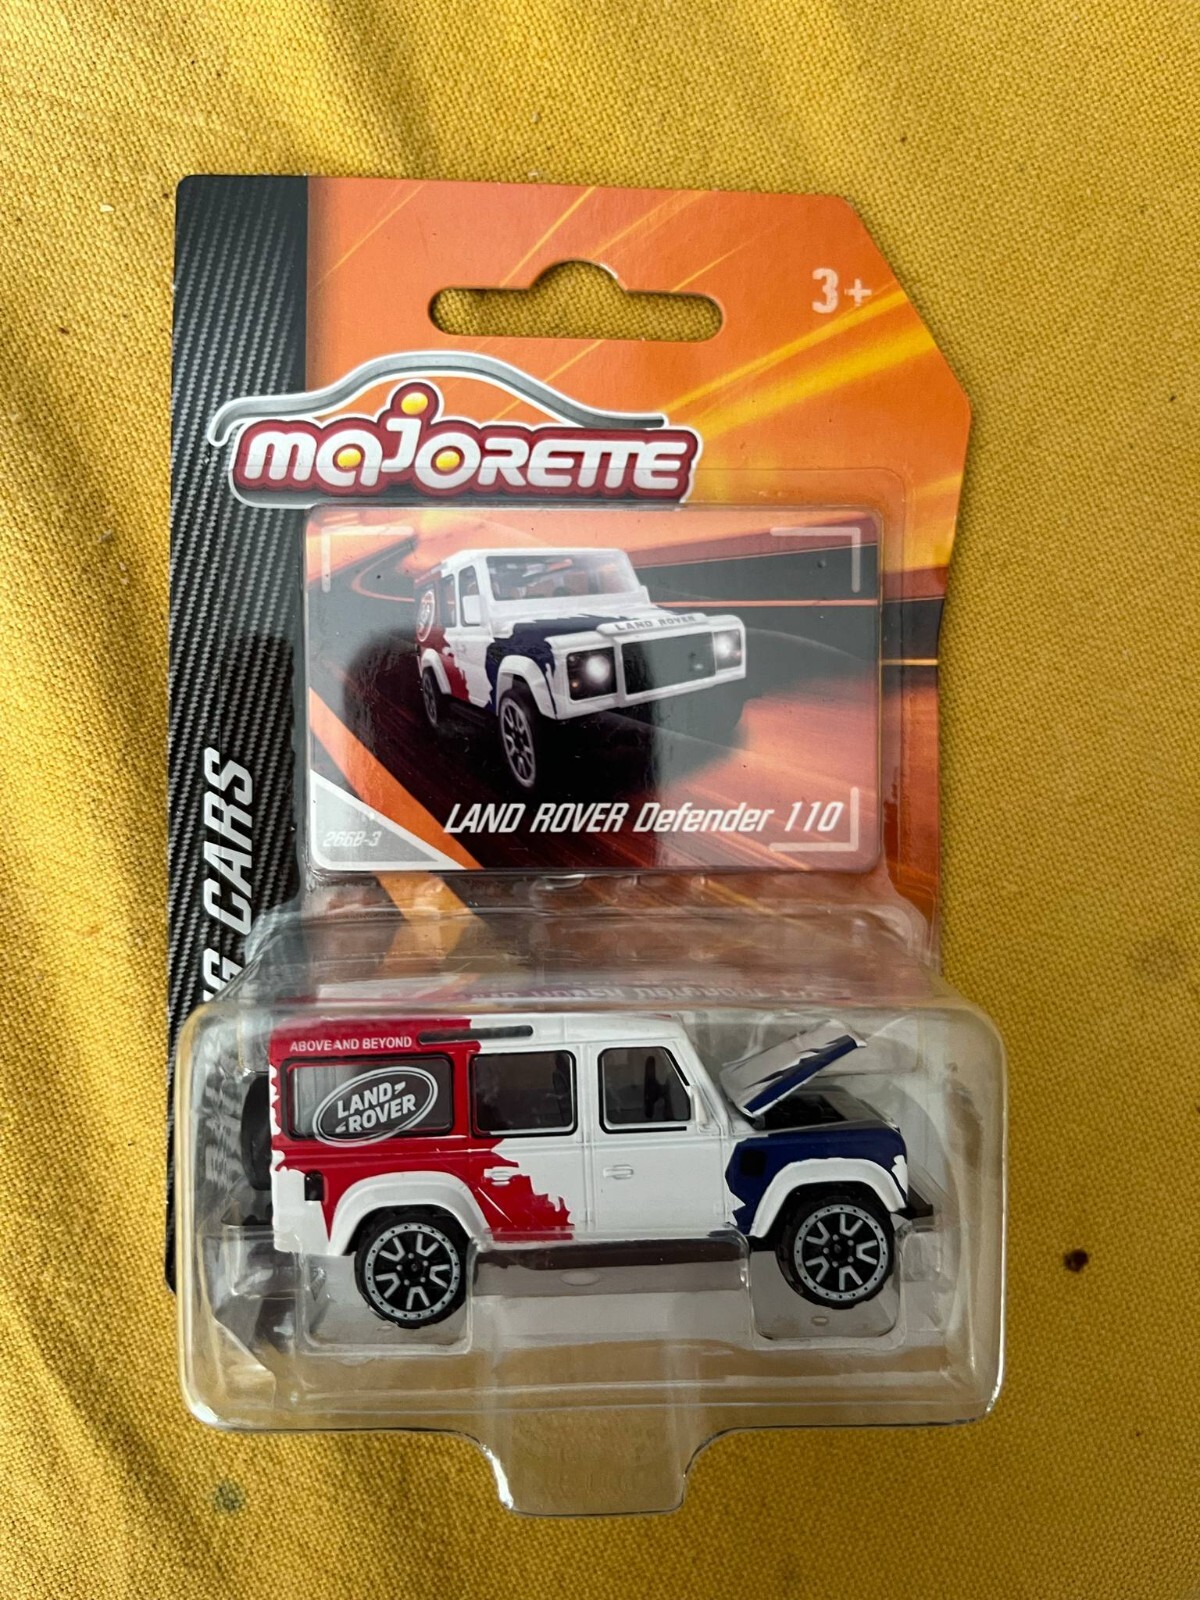 3+
MAJORETTE
LAND ROVER
LAND ROVER Defender 110
266B-3
CARS
ABOVE AND BEYOND
LAND
ROVER